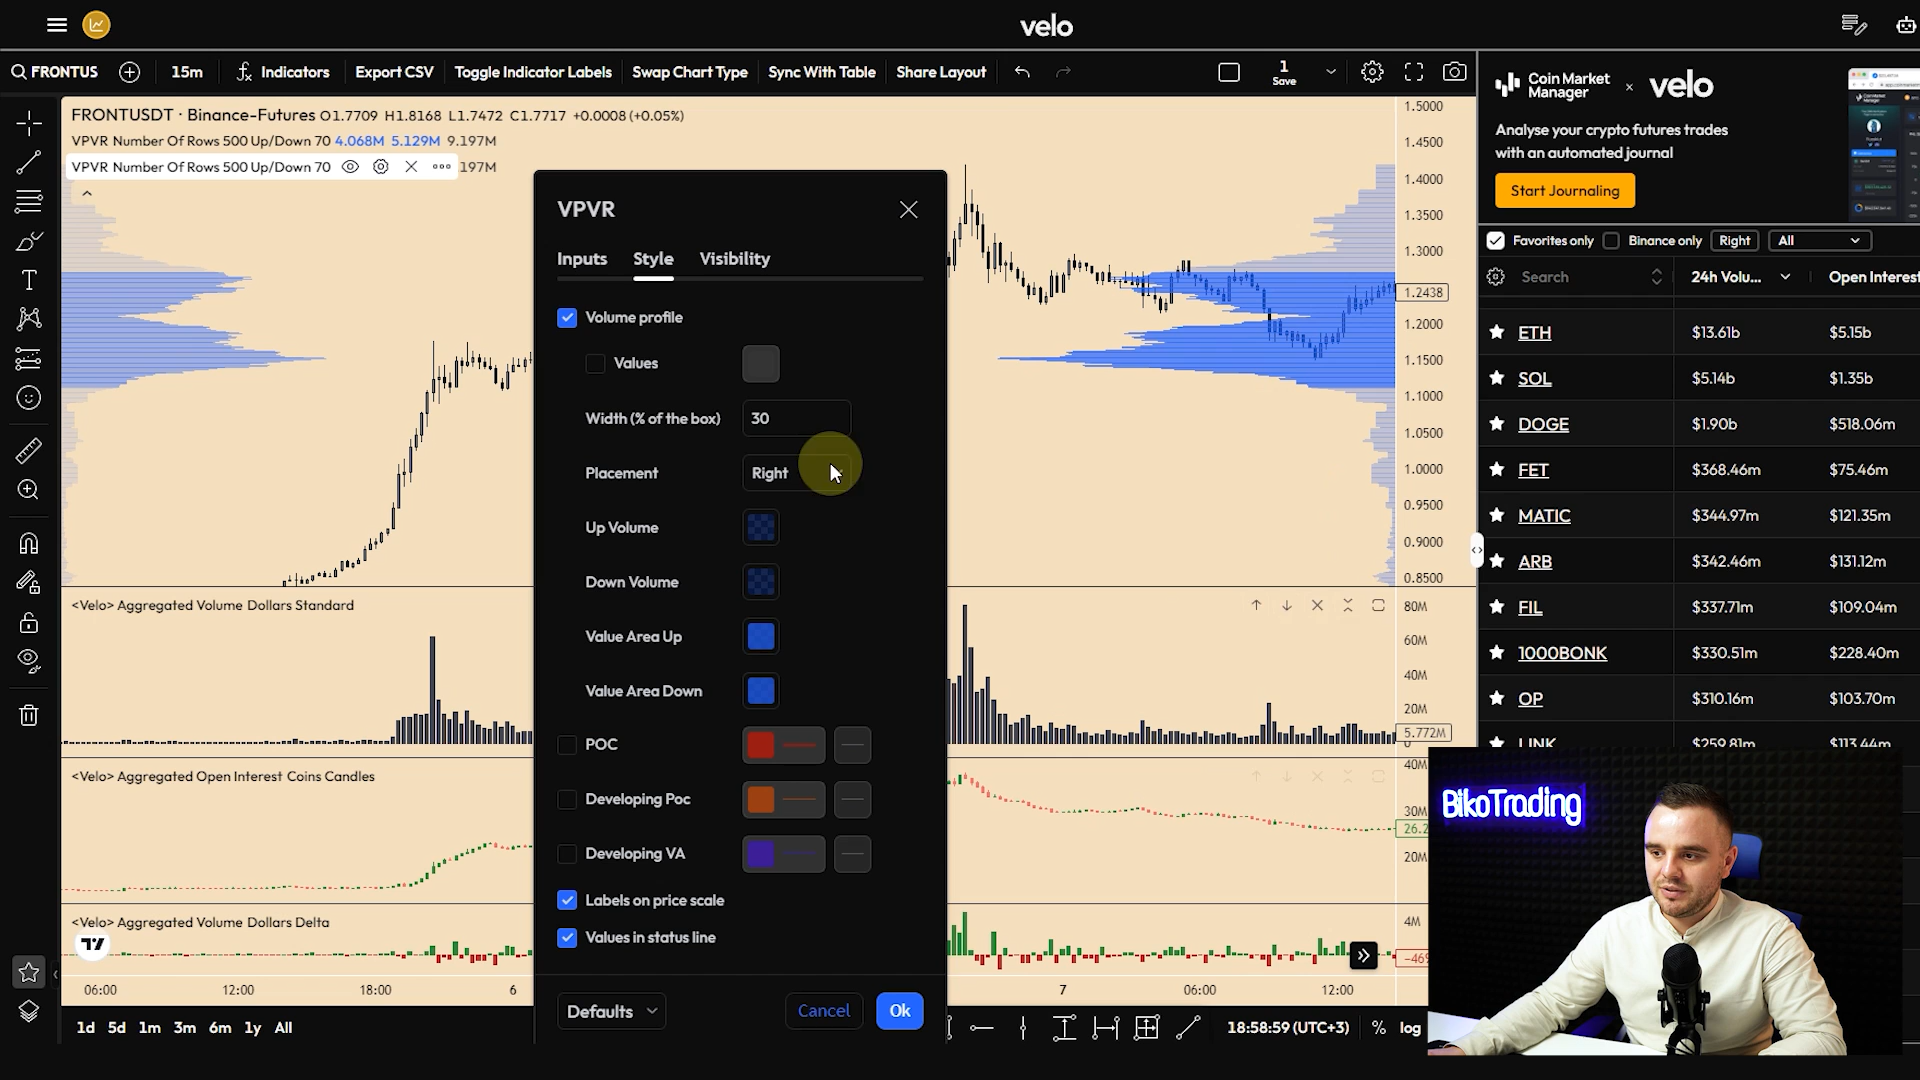 velo
FRONTUS
15m
Indicators
Export CSV
Toggle Indicator Labels
Swap Chart Type
Sync With Table
Share Layout
1
Save
FRONTUSDT · Binance-Futures O1.7709 H1.8168 L1.7472 C1.7717 +0.0008 (+0.05%)
VPVR Number Of Rows 500 Up/Down 70 4.068M 5.129M 9.197M
VPVR Number Of Rows 500 Up/Down 70 197M
VPVR
Inputs
Style
Visibility
Volume profile
Values
Width (% of the box)
30
Placement
Right
Up Volume
Down Volume
Value Area Up
Value Area Down
POC
Developing Poc
Developing VA
Labels on price scale
Values in status line
Defaults
Cancel
Ok
1.5000
1.4500
1.4000
1.3500
1.3000
1.2438
1.2000
1.1500
1.1000
1.0500
1.0000
0.9500
0.9000
0.8500
<Velo> Aggregated Volume Dollars Standard
80M
60M
40M
20M
5.772M
0
<Velo> Aggregated Open Interest Coins Candles
40M
30M
26.2
20M
<Velo> Aggregated Volume Dollars Delta
4M
−469
06:00
12:00
18:00
6
7
06:00
12:00
1d 5d 1m 3m 6m 1y All
18:58:59 (UTC+3)
%
log
Coin Market
Manager
×
velo
Analyse your crypto futures trades
with an automated journal
Start Journaling
Favorites only
Binance only
Right
All
Search
24h Volu...
Open Interest
ETH $13.61b $5.15b
SOL $5.14b $1.35b
DOGE $1.90b $518.06m
FET $368.46m $75.46m
MATIC $344.97m $121.35m
ARB $342.46m $131.12m
FIL $337.71m $109.04m
1000BONK $330.51m $228.40m
OP $310.16m $103.70m
LINK $259.81m $113.44m
BikoTrading